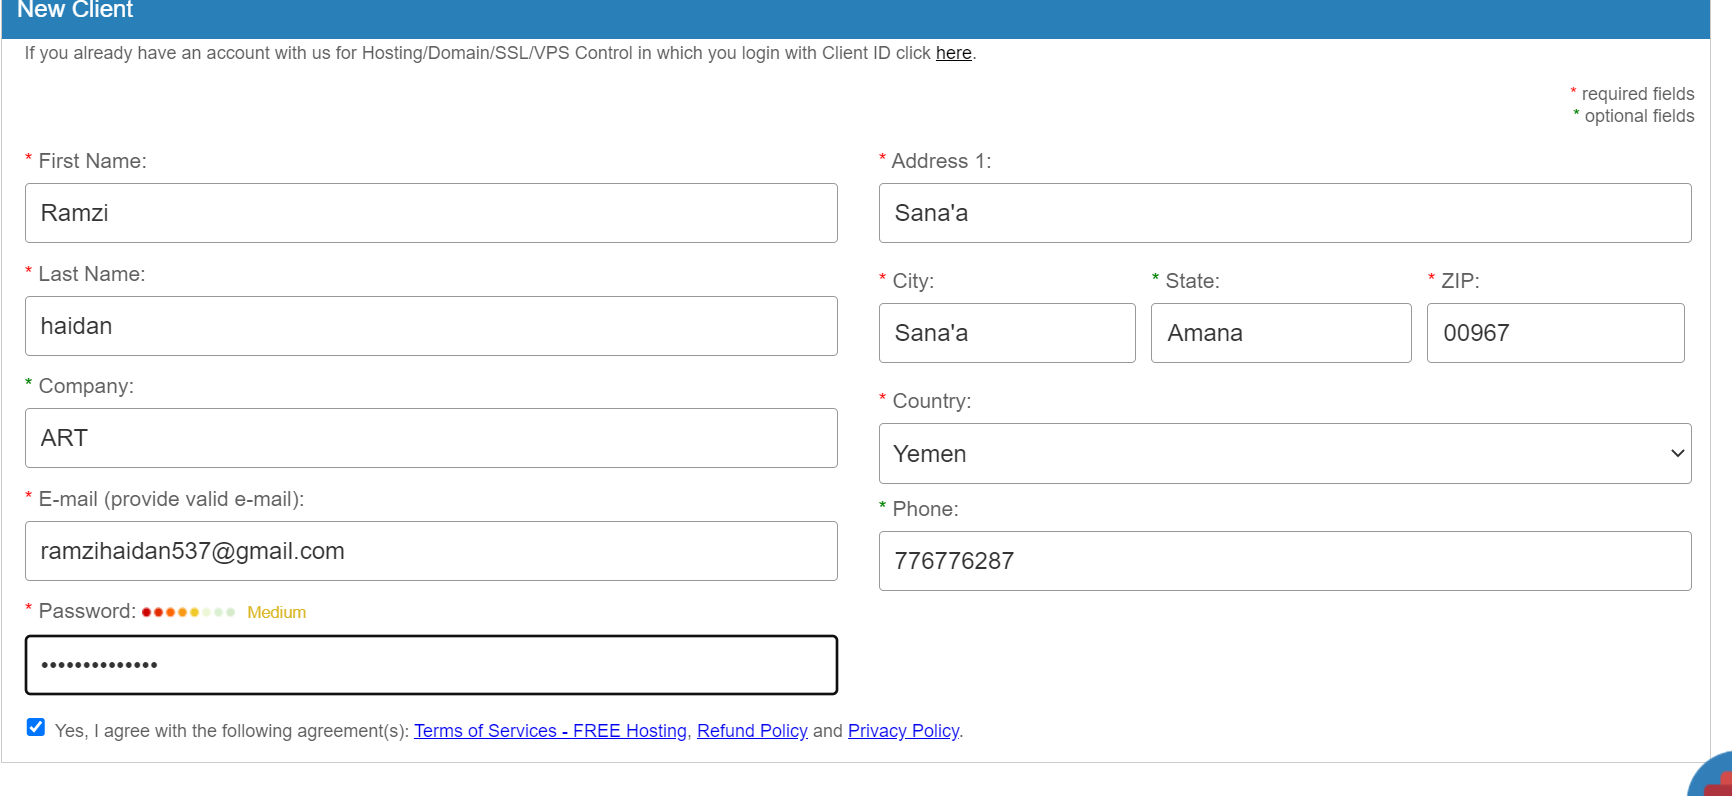 New Client
If you already have an account with us for Hosting/Domain/SSL/VPS Control in which you login with Client ID click here.
* required fields
* optional fields
* First Name:
Ramzi
* Last Name:
haidan
* Company:
ART
* E-mail (provide valid e-mail):
ramzihaidan537@gmail.com
* Password: Medium
••••••••••••••
* Address 1:
Sana'a
* City: * State: * ZIP:
Sana'a Amana 00967
* Country:
Yemen
* Phone:
776776287
Yes, I agree with the following agreement(s): Terms of Services - FREE Hosting, Refund Policy and Privacy Policy.